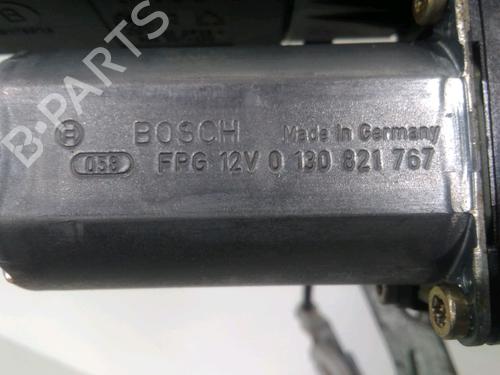 BOSCH Made in Germany
058 FPG 12V 0 130 821 767
B-PARTS